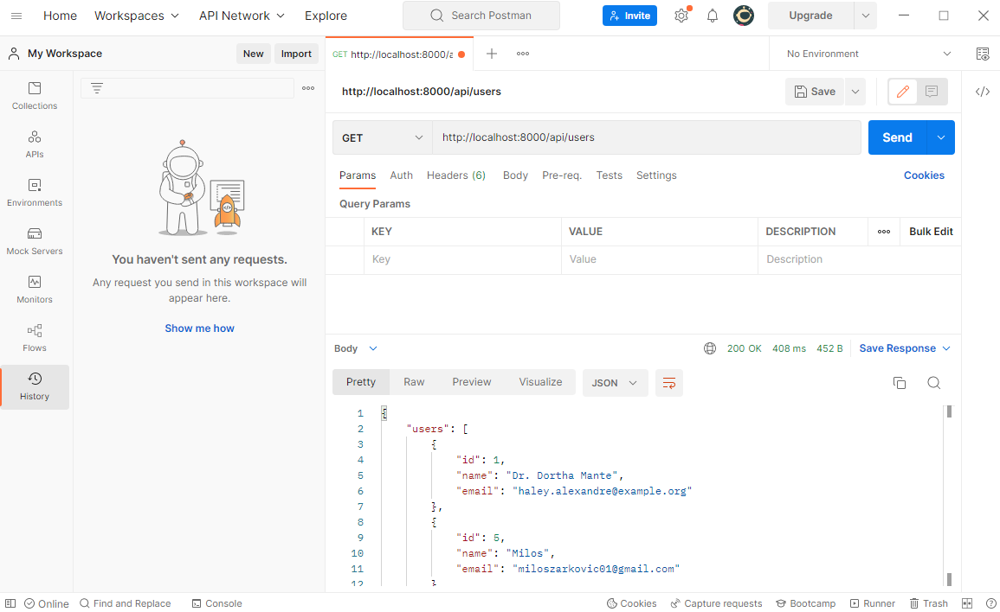 Home Workspaces API Network Explore Search Postman Invite Upgrade
My Workspace New Import GET http://localhost:8000/a No Environment
http://localhost:8000/api/users Save
Collections
APIs
Environments
Mock Servers
Monitors
Flows
History
You haven't sent any requests.
Any request you send in this workspace will
appear here.
Show me how
GET http://localhost:8000/api/users Send
Params Auth Headers (6) Body Pre-req. Tests Settings Cookies
Query Params
KEY VALUE DESCRIPTION Bulk Edit
Key Value Description
Body 200 OK 408 ms 452 B Save Response
Pretty Raw Preview Visualize JSON
1 {
2 "users": [
3 {
4 "id": 1,
5 "name": "Dr. Dortha Mante",
6 "email": "haley.alexandre@example.org"
7 },
8 {
9 "id": 5,
10 "name": "Milos",
11 "email": "miloszarkovic01@gmail.com"
12 }
Online Find and Replace Console Cookies Capture requests Bootcamp Runner Trash